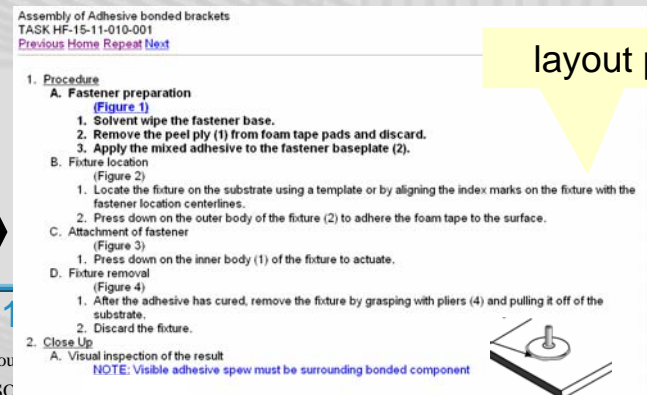 Assembly of Adhesive bonded brackets
TASK HF-15-11-010-001
Previous Home Repeat Next
layout
1. Procedure
A. Fastener preparation
(Figure 1)
1. Solvent wipe the fastener base.
2. Remove the peel ply (1) from foam tape pads and discard.
3. Apply the mixed adhesive to the fastener baseplate (2).
B. Fixture location
(Figure 2)
1. Locate the fixture on the substrate using a template or by aligning the index marks on the fixture with the
fastener location centerlines.
2. Press down on the outer body of the fixture (2) to adhere the foam tape to the surface.
C. Attachment of fastener
(Figure 3)
1. Press down on the inner body (1) of the fixture to actuate.
D. Fixture removal
(Figure 4)
1. After the adhesive has cured, remove the fixture by grasping with pliers (4) and pulling it off of the
substrate.
2. Discard the fixture.
2. Close Up
A. Visual inspection of the result
NOTE: Visible adhesive spew must be surrounding bonded component
1